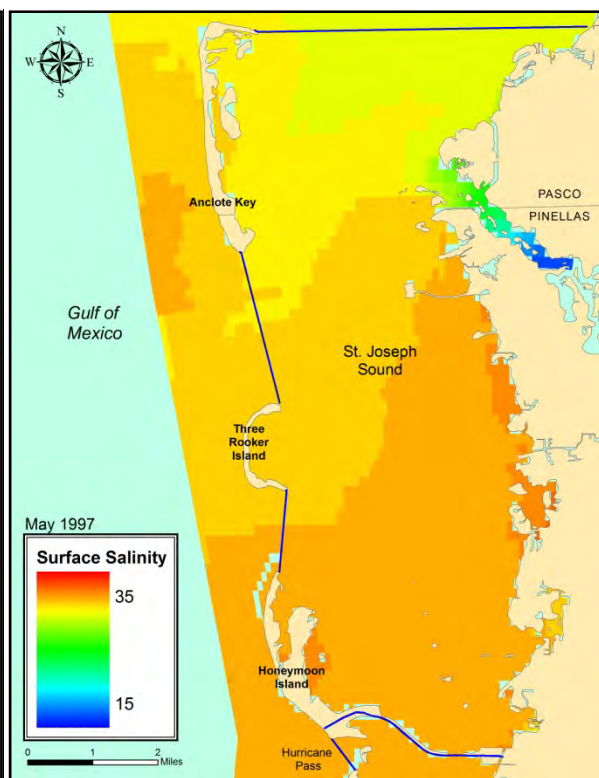 N
W E
S
PASCO
PINELLAS
Anclote Key
Gulf of
Mexico
St. Joseph
Sound
Three
Rooker
Island
May 1997
Surface Salinity
35
15
Honeymoon
Island
Hurricane
Pass
0 1 2
Miles